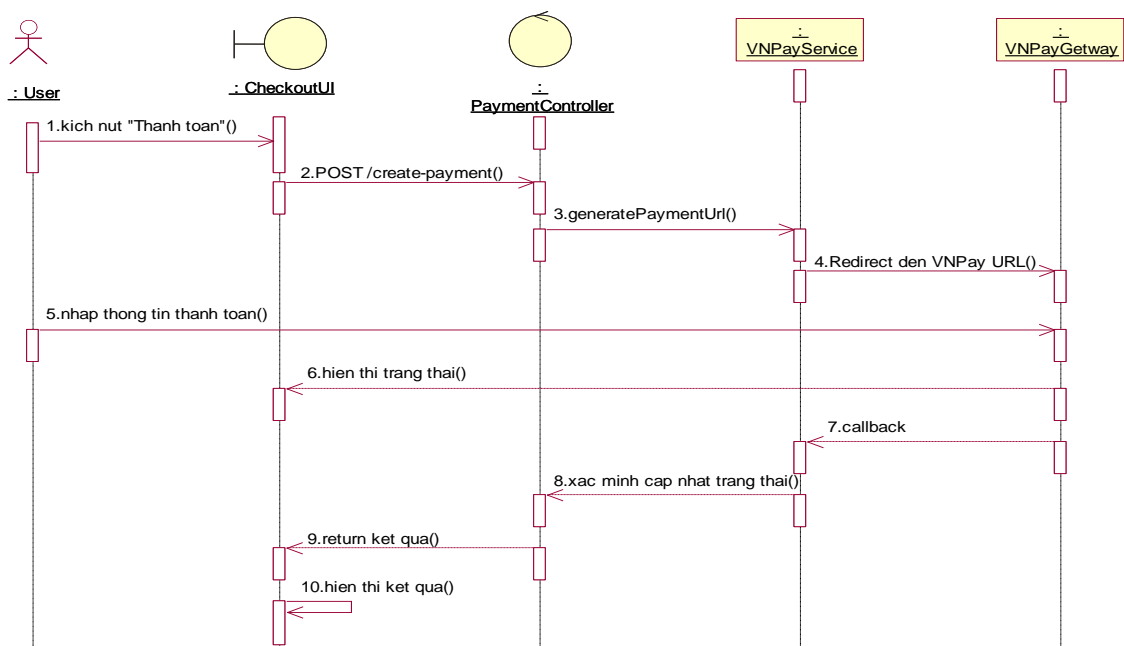 : User
: CheckoutUI
:
PaymentController
:
VNPayService
:
VNPayGetway
1.kich nut "Thanh toan"()
2.POST /create-payment()
3.generatePaymentUrl()
4.Redirect den VNPay URL()
5.nhap thong tin thanh toan()
6.hien thi trang thai()
7.callback
8.xac minh cap nhat trang thai()
9.return ket qua()
10.hien thi ket qua()